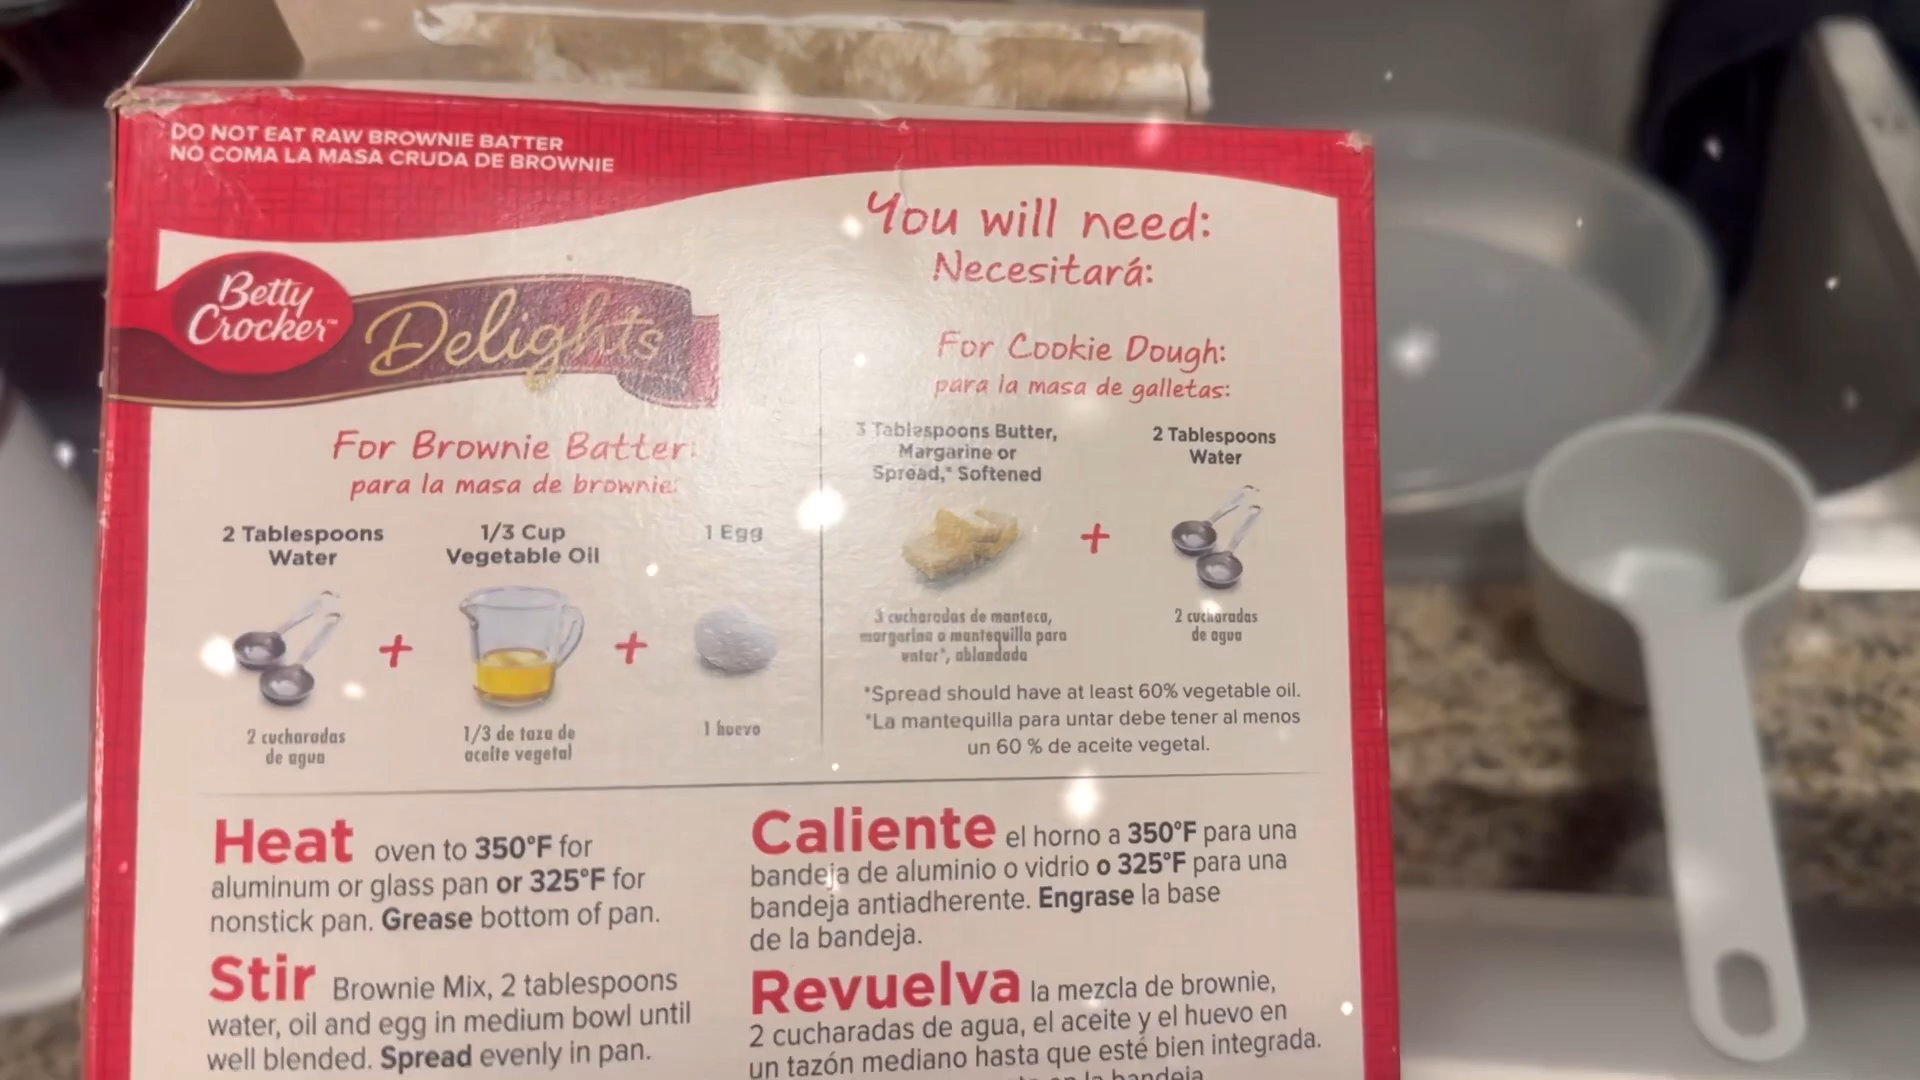 DO NOT EAT RAW BROWNIE BATTER
NO COMA LA MASA CRUDA DE BROWNIE
Betty
Crocker™
Delights
You will need:
Necesitará:
For Brownie Batter:
para la masa de brownie:
2 Tablespoons
Water
1/3 Cup
Vegetable Oil
1 Egg
+
+
2 cucharadas
de agua
1/3 de taza de
aceite vegetal
1 huevo
For Cookie Dough:
para la masa de galletas:
3 Tablespoons Butter,
Margarine or
Spread,* Softened
2 Tablespoons
Water
+
3 cucharadas de manteca,
margarina o mantequilla para
untar*, ablandada
2 cucharadas
de agua
*Spread should have at least 60% vegetable oil.
*La mantequilla para untar debe tener al menos
un 60 % de aceite vegetal.
Heat oven to 350°F for
aluminum or glass pan or 325°F for
nonstick pan. Grease bottom of pan.
Stir Brownie Mix, 2 tablespoons
water, oil and egg in medium bowl until
well blended. Spread evenly in pan.
Caliente el horno a 350°F para una
bandeja de aluminio o vidrio o 325°F para una
bandeja antiadherente. Engrase la base
de la bandeja.
Revuelva la mezcla de brownie,
2 cucharadas de agua, el aceite y el huevo en
un tazón mediano hasta que esté bien integrada.
la bandeja